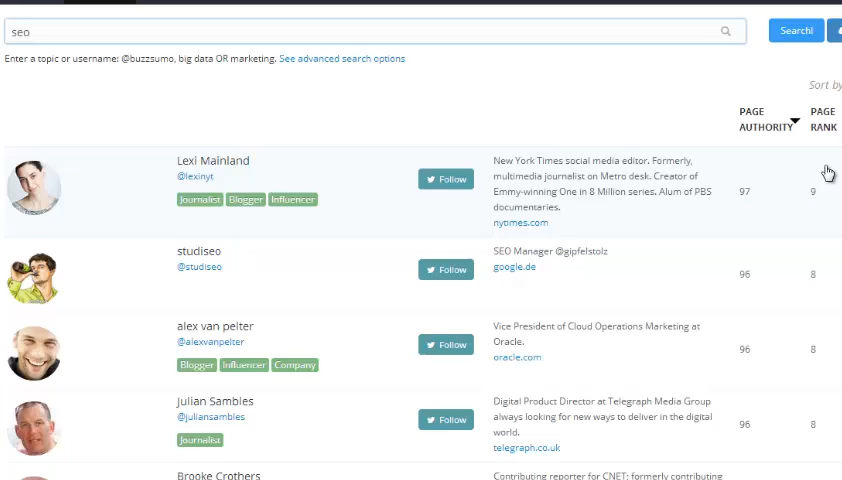 seo
Search!
Enter a topic or username: @buzzsumo, big data OR marketing. See advanced search options
Sort by
PAGE AUTHORITY
PAGE RANK
Lexi Mainland
@lexinyt
Journalist Blogger Influencer
Follow
New York Times social media editor. Formerly,
multimedia journalist on Metro desk. Creator of
Emmy-winning One in 8 Million series. Alum of PBS
documentaries.
nytimes.com
97
9
studiseo
@studiseo
Follow
SEO Manager @gipfelstolz
google.de
96
8
alex van pelter
@alexvanpelter
Blogger Influencer Company
Follow
Vice President of Cloud Operations Marketing at
Oracle.
oracle.com
96
8
Julian Sambles
@juliansambles
Journalist
Follow
Digital Product Director at Telegraph Media Group
always looking for new ways to deliver in the digital
world.
telegraph.co.uk
96
8
Brooke Crothers
Contributing reporter for CNET; formerly contributing